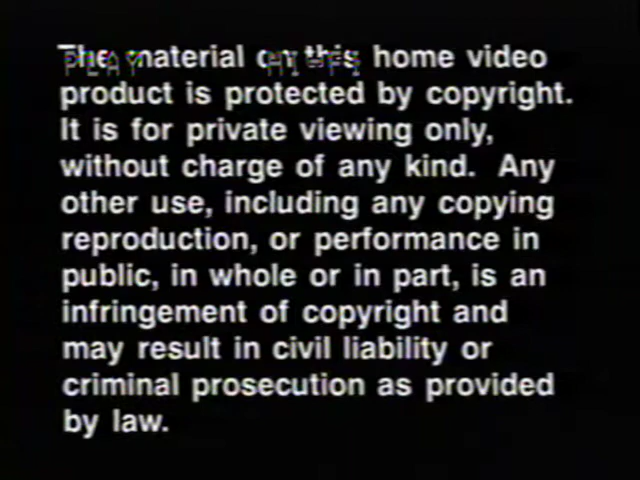 The material on this home video
PLAY HIFI
product is protected by copyright.
It is for private viewing only,
without charge of any kind.  Any
other use, including any copying
reproduction, or performance in
public, in whole or in part, is an
infringement of copyright and
may result in civil liability or
criminal prosecution as provided
by law.